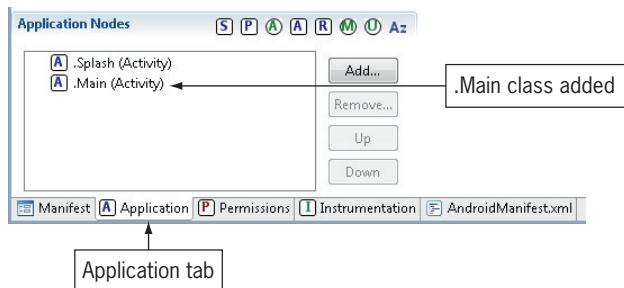 Application Nodes
S P A A R M U Az
A .Splash (Activity)
A .Main (Activity)
Add...
.Main class added
Remove...
Up
Down
Manifest A Application P Permissions I Instrumentation F AndroidManifest.xml
Application tab